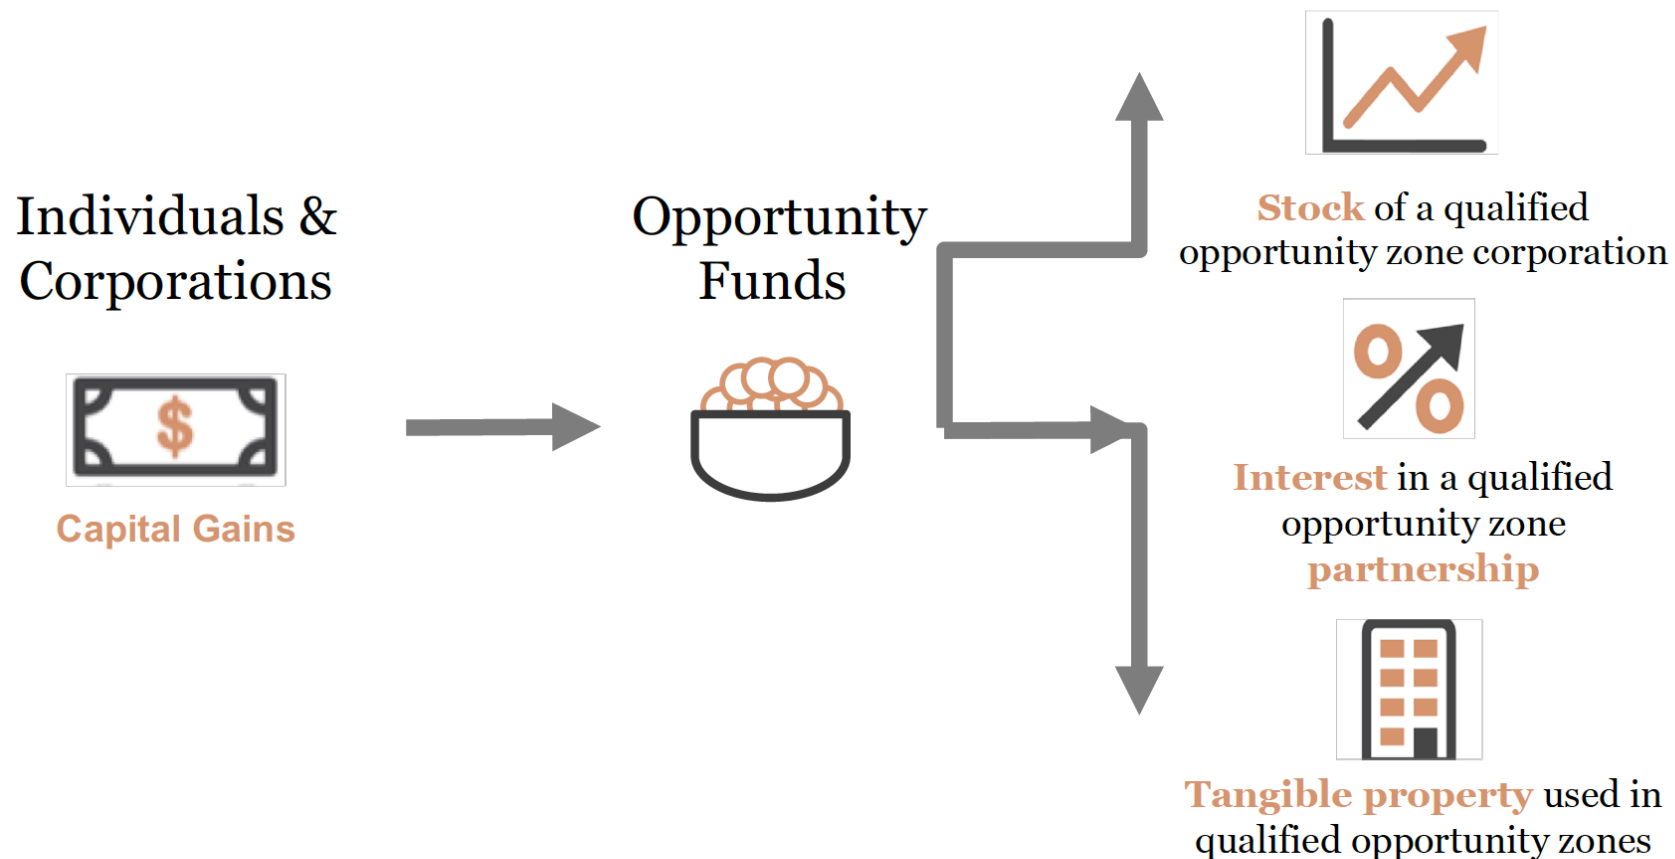 Individuals &
Corporations
$
Capital Gains
Opportunity
Funds
Stock of a qualified
opportunity zone corporation
%
Interest in a qualified
opportunity zone
partnership
Tangible property used in
qualified opportunity zones